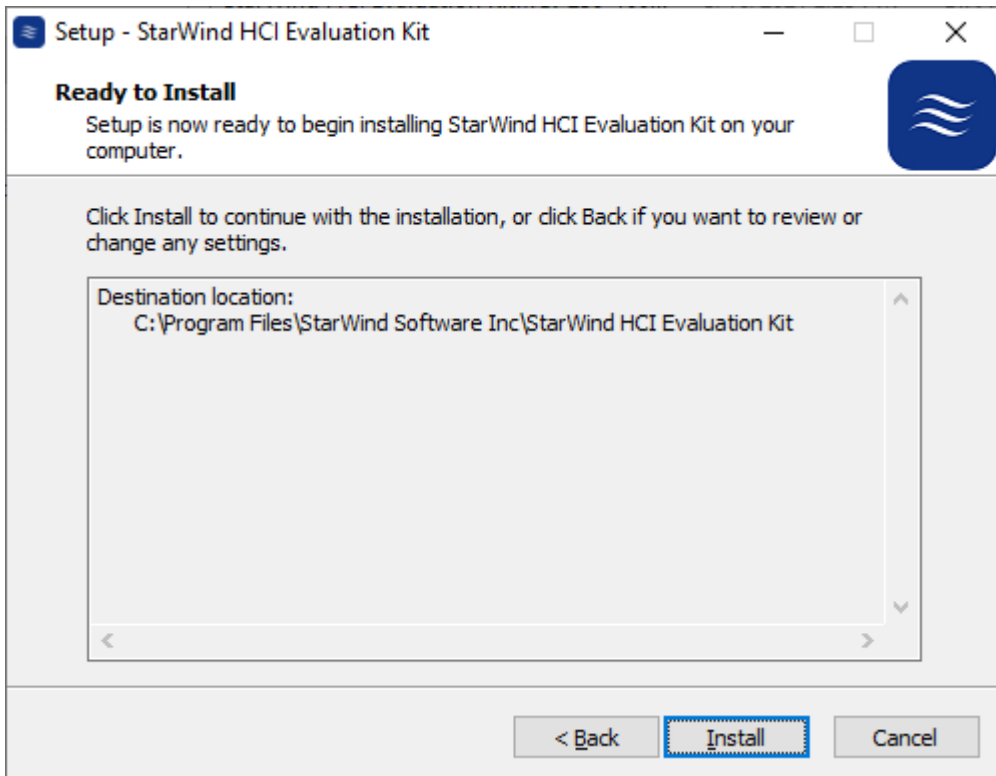 Setup - StarWind HCI Evaluation Kit
Ready to Install
Setup is now ready to begin installing StarWind HCI Evaluation Kit on your
computer.
Click Install to continue with the installation, or click Back if you want to review or
change any settings.
Destination location:
C:\Program Files\StarWind Software Inc\StarWind HCI Evaluation Kit
< Back
Install
Cancel